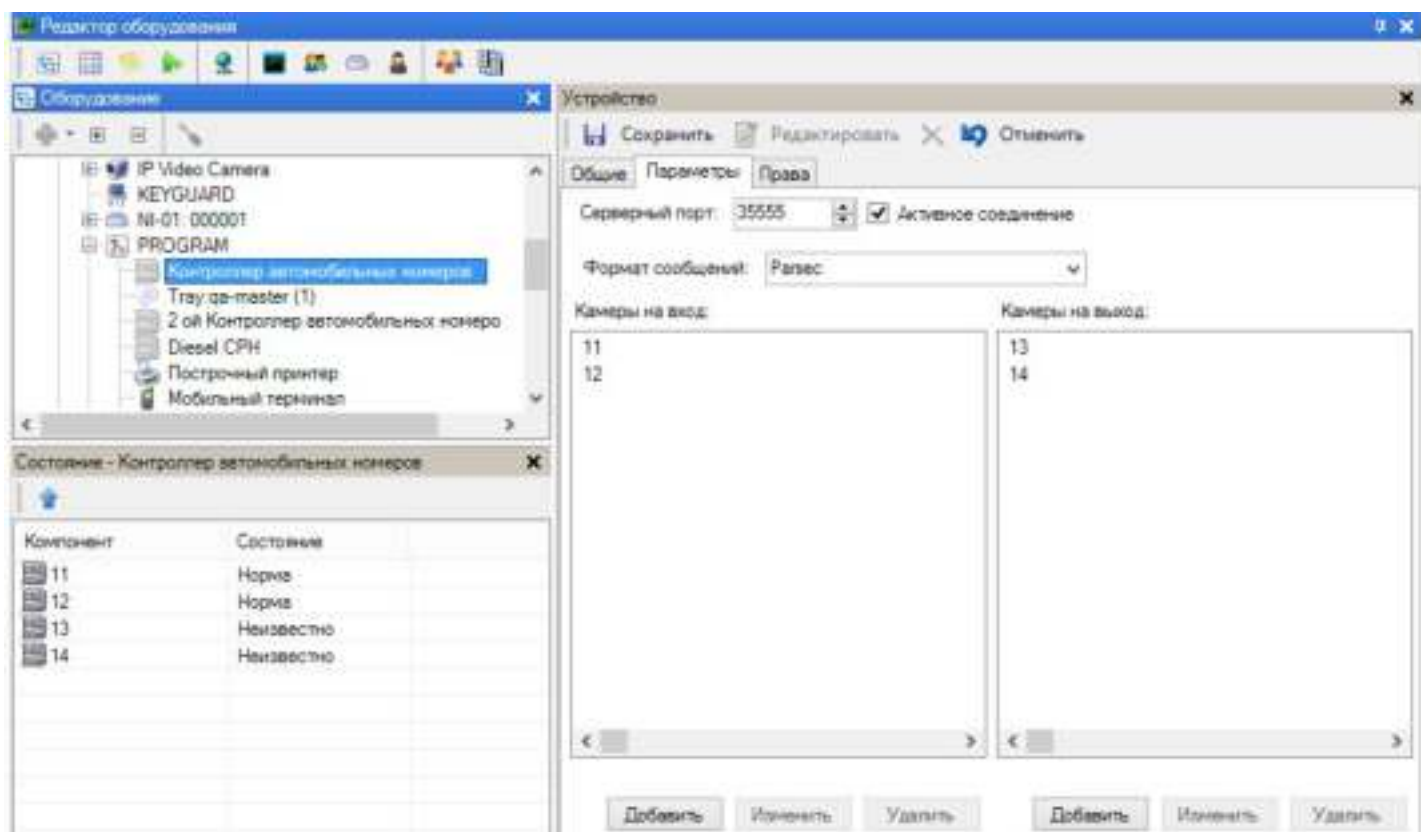 Редактор оборудования
Оборудование
IP Video Camera
KEYGUARD
NI-01: 000001
PROGRAM
Контроллер автомобильных номеров
Tray qa-master (1)
2 ой Контроллер автомобильных номеро
Diesel CPH
Построчный принтер
Мобильный терминал
Состояние - Контроллер автомобильных номеров
Компонент Состояние
11 Норма
12 Норма
13 Неизвестно
14 Неизвестно
Устройство
Сохранить Редактировать Отменить
Общие Параметры Права
Серверный порт: 35555 Активное соединение
Формат сообщений: Parsec
Камеры на вход:
11
12
Добавить Изменить Удалить
Камеры на выход:
13
14
Добавить Изменить Удалить